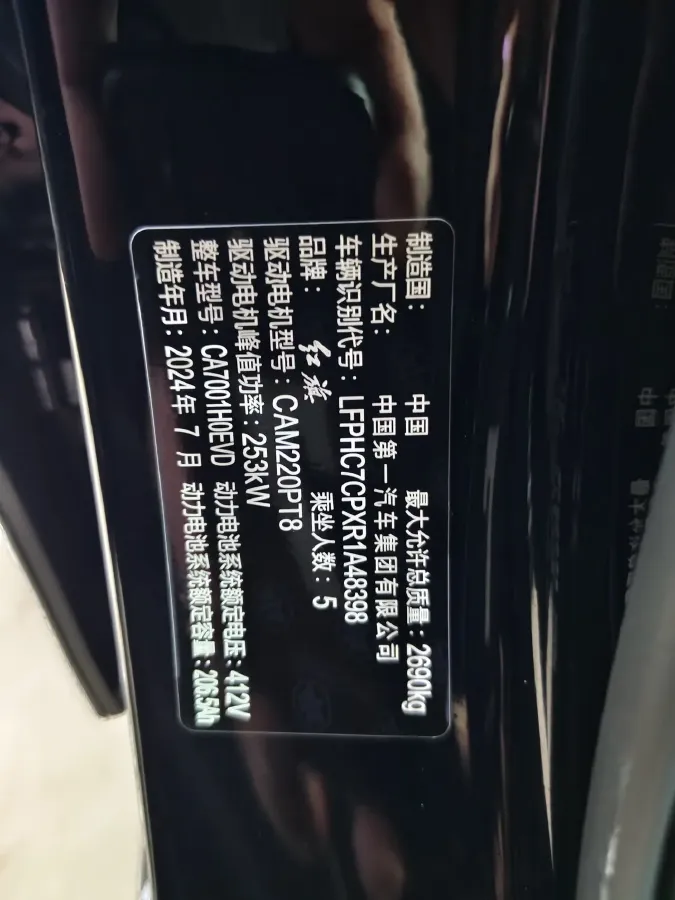 制造国： 中国 最大允许总质量：2690kg
生产厂名： 中国第一汽车集团有限公司
车辆识别代号：LFPHC7CPXR1A48398
品牌： 红旗 乘坐人数：5
驱动电机型号：CAM220PT8
驱动电机峰值功率：253kW
整车型号：CA7001H0EVD 动力电池系统额定电压：412V
制造年月：2024年 7 月 动力电池系统额定容量：206.5Ah